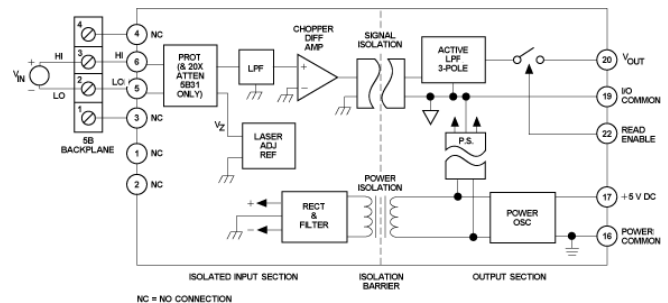 4
3
2
1
V IN
+
−
HI
LO
5B
BACKPLANE
4 NC
HI 6
LO 5
3 NC
1 NC
2 NC
PROT
(& 20X
ATTEN
5B31
ONLY)
LPF
CHOPPER
DIFF
AMP
+
−
VZ
LASER
ADJ
REF
SIGNAL
ISOLATION
ACTIVE
LPF
3-POLE
P.S.
POWER
ISOLATION
+
−
RECT
&
FILTER
POWER
OSC
20 VOUT
19 I/O
COMMON
22 READ
ENABLE
17 +5 V DC
16 POWER
COMMON
ISOLATED INPUT SECTION
ISOLATION
BARRIER
OUTPUT SECTION
NC = NO CONNECTION